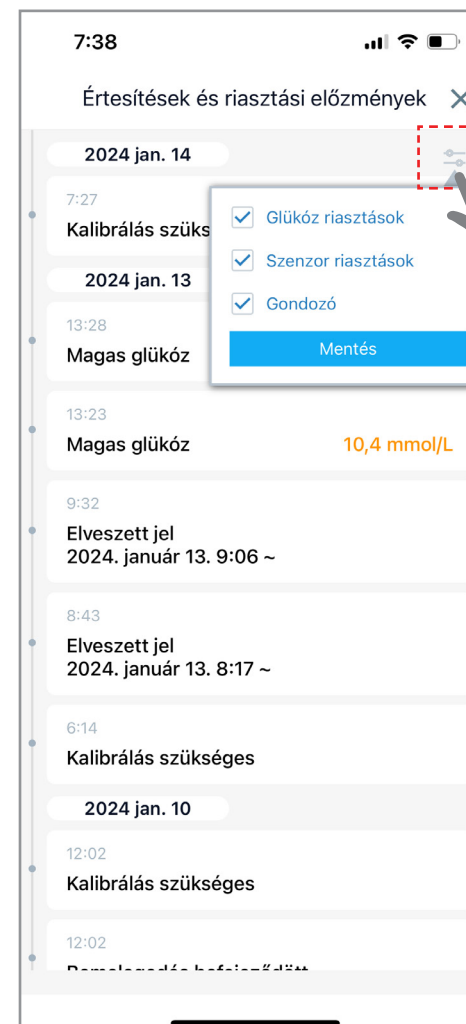 7:38
Értesítések és riasztási előzmények
2024 jan. 14
7:27
Kalibrálás szüks
Glükóz riasztások
Szenzor riasztások
Gondozó
Mentés
2024 jan. 13
13:28
Magas glükóz
13:23
Magas glükóz 10,4 mmol/L
9:32
Elveszett jel
2024. január 13. 9:06 ~
8:43
Elveszett jel
2024. január 13. 8:17 ~
6:14
Kalibrálás szükséges
2024 jan. 10
12:02
Kalibrálás szükséges
12:02